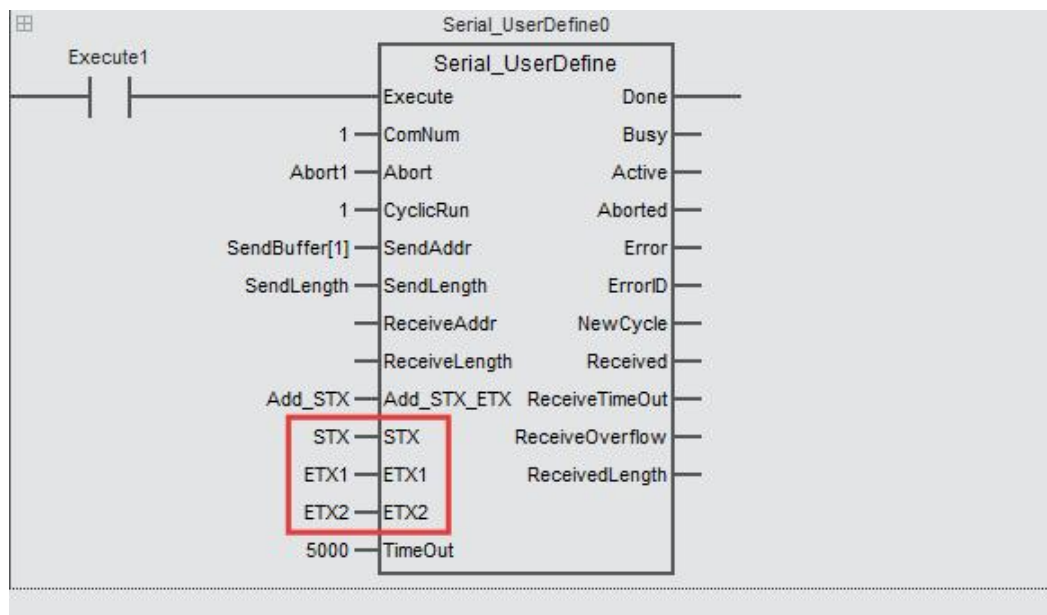 Serial_UserDefine0
Execute1
Serial_UserDefine
Execute Done
1 ComNum Busy
Abort1 Abort Active
1 CyclicRun Aborted
SendBuffer[1] SendAddr Error
SendLength SendLength ErrorID
ReceiveAddr NewCycle
ReceiveLength Received
Add_STX Add_STX_ETX ReceiveTimeOut
STX STX ReceiveOverflow
ETX1 ETX1 ReceivedLength
ETX2 ETX2
5000 TimeOut